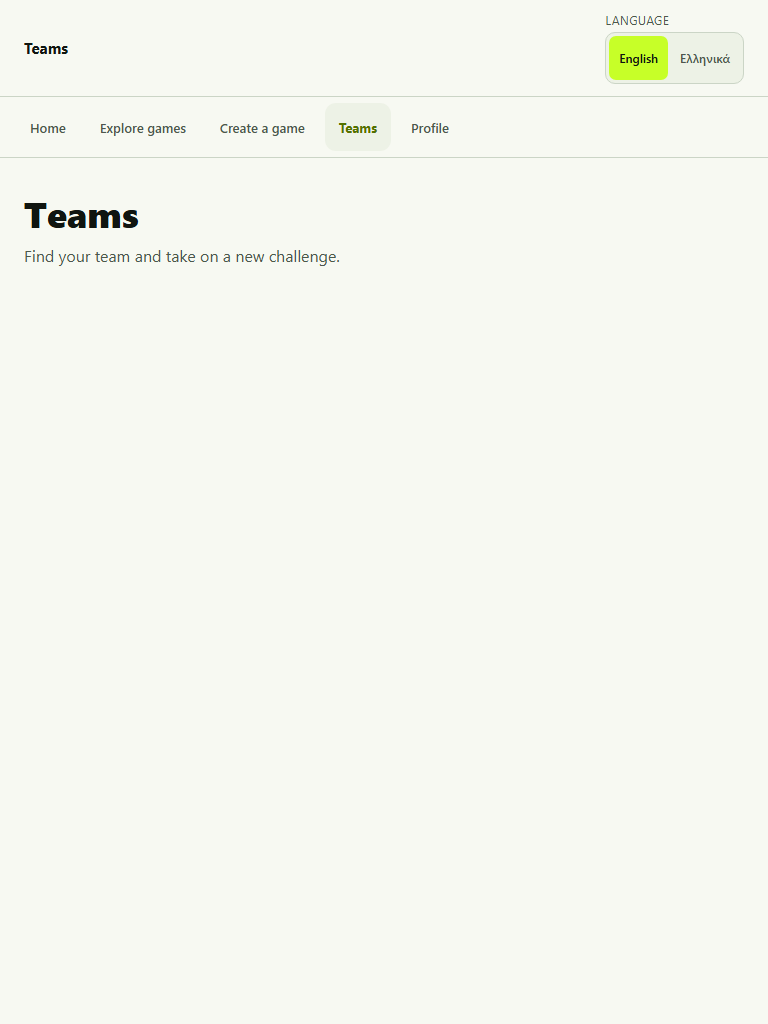 Teams
LANGUAGE
English Ελληνικά
Home Explore games Create a game Teams Profile
Teams
Find your team and take on a new challenge.